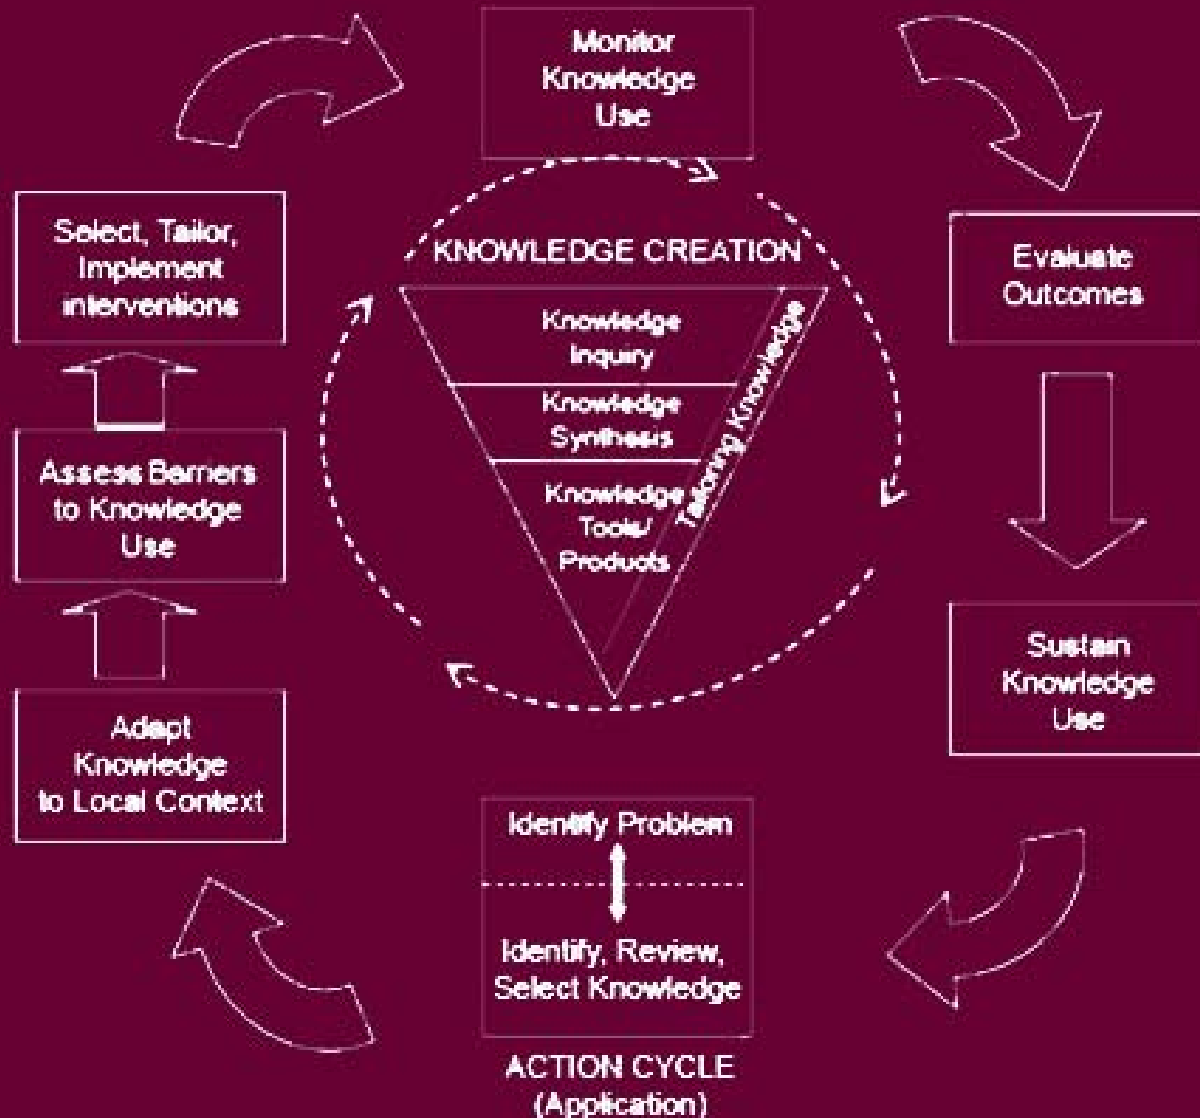 Monitor
Knowledge
Use
Select, Tailor,
Implement
interventions
KNOWLEDGE CREATION
Evaluate
Outcomes
Knowledge
Inquiry
Knowledge
Synthesis
Knowledge
Tools/
Products
Tailoring Knowledge
Assess Barriers
to Knowledge
Use
Sustain
Knowledge
Use
Adapt
Knowledge
to Local Context
Identify Problem
Identify, Review,
Select Knowledge
ACTION CYCLE
(Application)